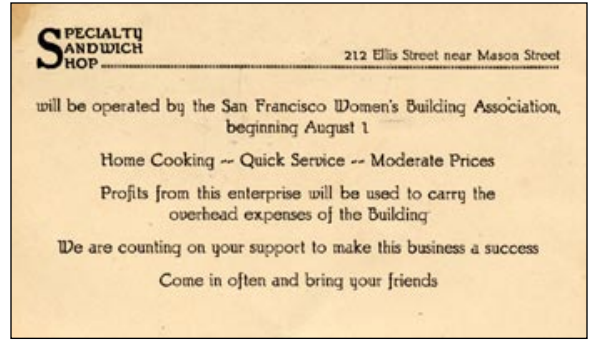 SPECIALTY
SANDWICH
SHOP
212 Ellis Street near Mason Street
will be operated by the San Francisco Women's Building Association,
beginning August 1
Home Cooking -- Quick Service -- Moderate Prices
Profits from this enterprise will be used to carry the
overhead expenses of the Building
We are counting on your support to make this business a success
Come in often and bring your friends